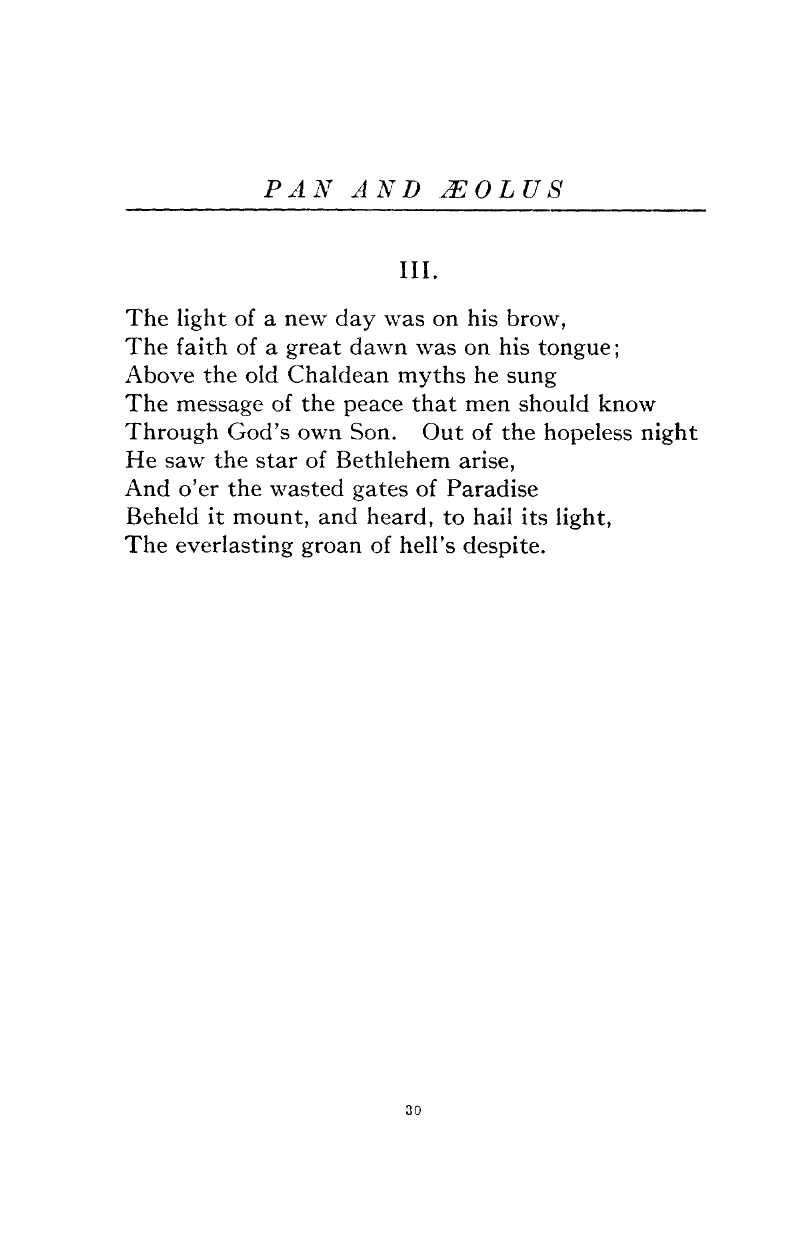 PAN AND ÆOLUS
III.
The light of a new day was on his brow,
The faith of a great dawn was on his tongue;
Above the old Chaldean myths he sung
The message of the peace that men should know
Through God's own Son. Out of the hopeless night
He saw the star of Bethlehem arise,
And o'er the wasted gates of Paradise
Beheld it mount, and heard, to hail its light,
The everlasting groan of hell's despite.
30